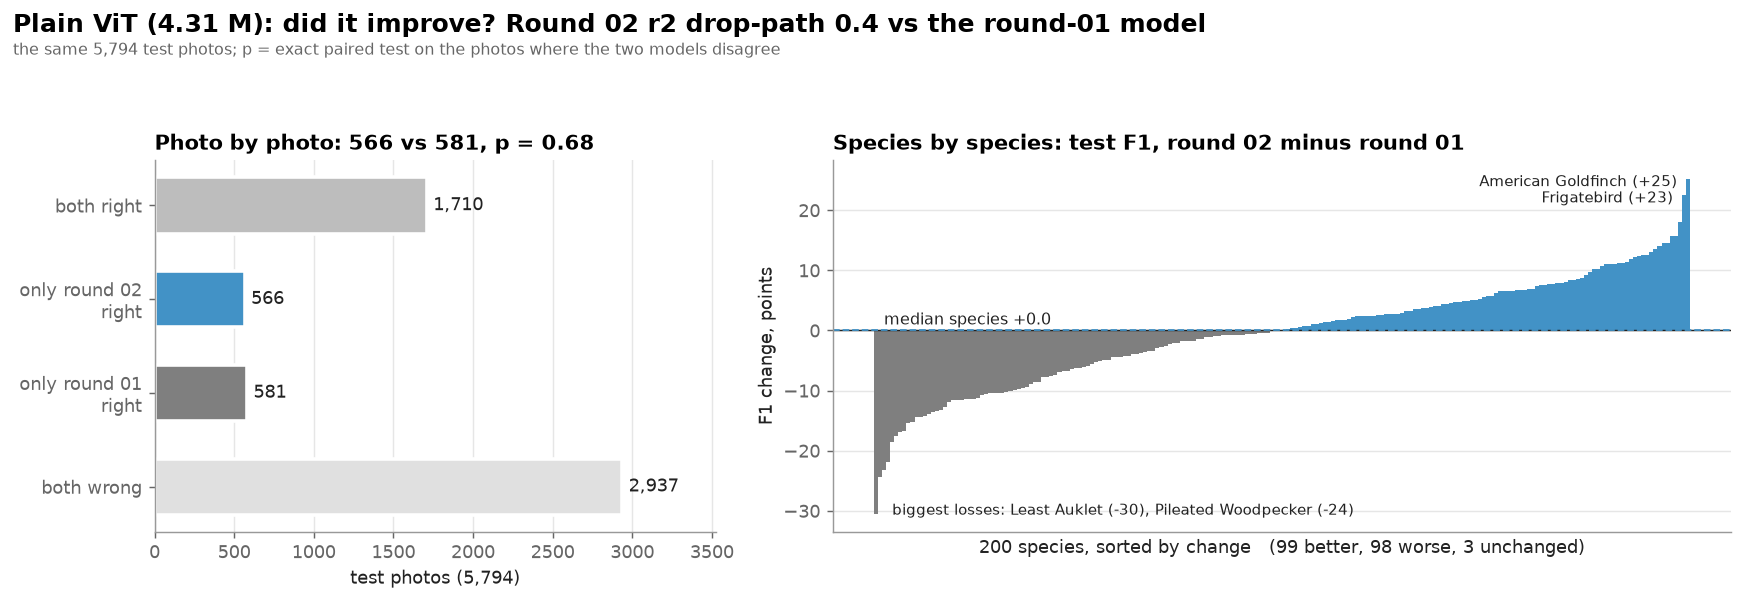 Plain ViT (4.31 M): did it improve? Round 02 r2 drop-path 0.4 vs the round-01 model
the same 5,794 test photos; p = exact paired test on the photos where the two models disagree
Photo by photo: 566 vs 581, p = 0.68
both right
1,710
only round 02
right
566
only round 01
right
581
both wrong
2,937
0 500 1000 1500 2000 2500 3000 3500
test photos (5,794)
Species by species: test F1, round 02 minus round 01
American Goldfinch (+25)
Frigatebird (+23)
F1 change, points
20
10
0
−10
−20
−30
median species +0.0
biggest losses: Least Auklet (-30), Pileated Woodpecker (-24)
200 species, sorted by change (99 better, 98 worse, 3 unchanged)